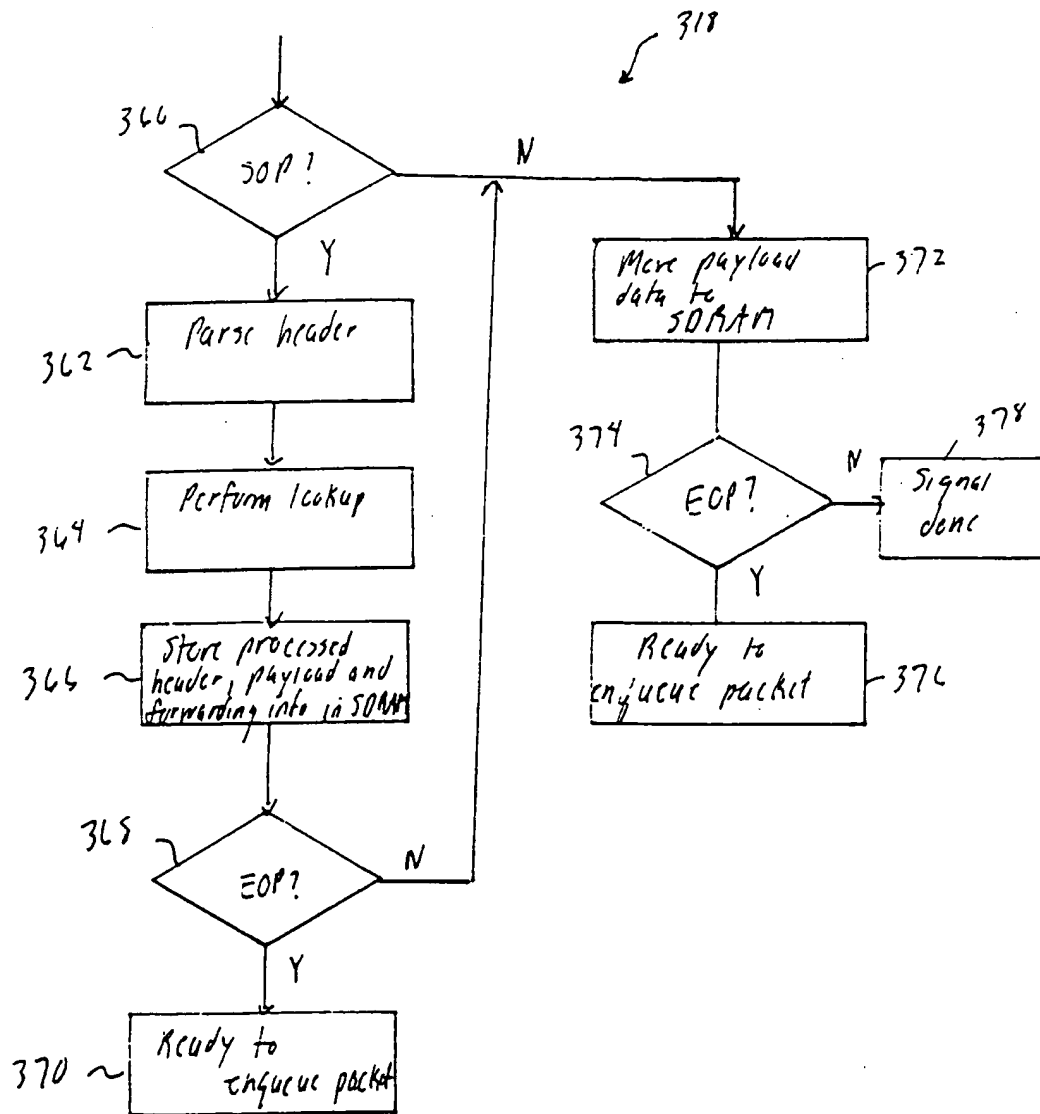 318
360
SOP?
N
Y
Parse header
362
Move payload
data to
SDRAM
372
Perform lookup
364
374
EOP?
N
378
Signal
done
Y
Store processed
header, payload and
forwarding info in SDRAM
366
Ready to
enqueue packet
376
368
EOP?
N
Y
Ready to
enqueue packet
370